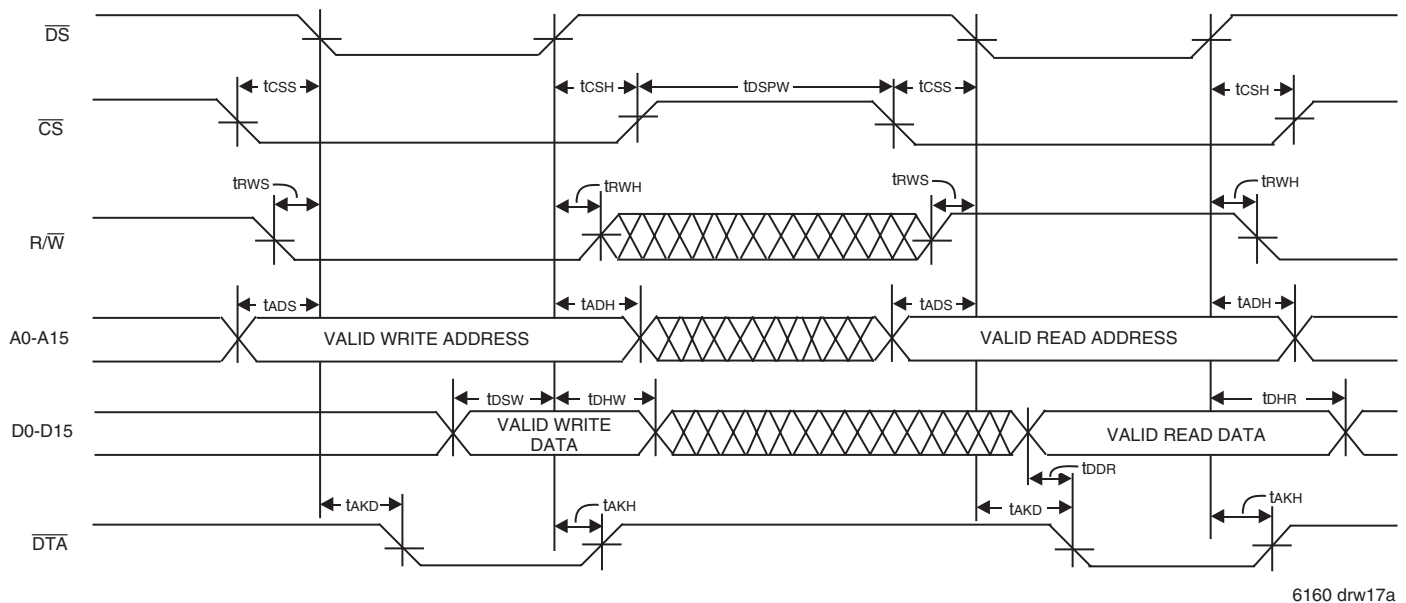 DS
tCSS
tCSH
tDSPW
tCSS
tCSH
CS
tRWS
tRWH
tRWS
tRWH
R/W
tADS
tADH
tADS
tADH
A0-A15
VALID WRITE ADDRESS
VALID READ ADDRESS
tDSW
tDHW
tDHR
D0-D15
VALID WRITE
DATA
VALID READ DATA
tDDR
tAKD
tAKH
tAKD
tAKH
DTA
6160 drw17a